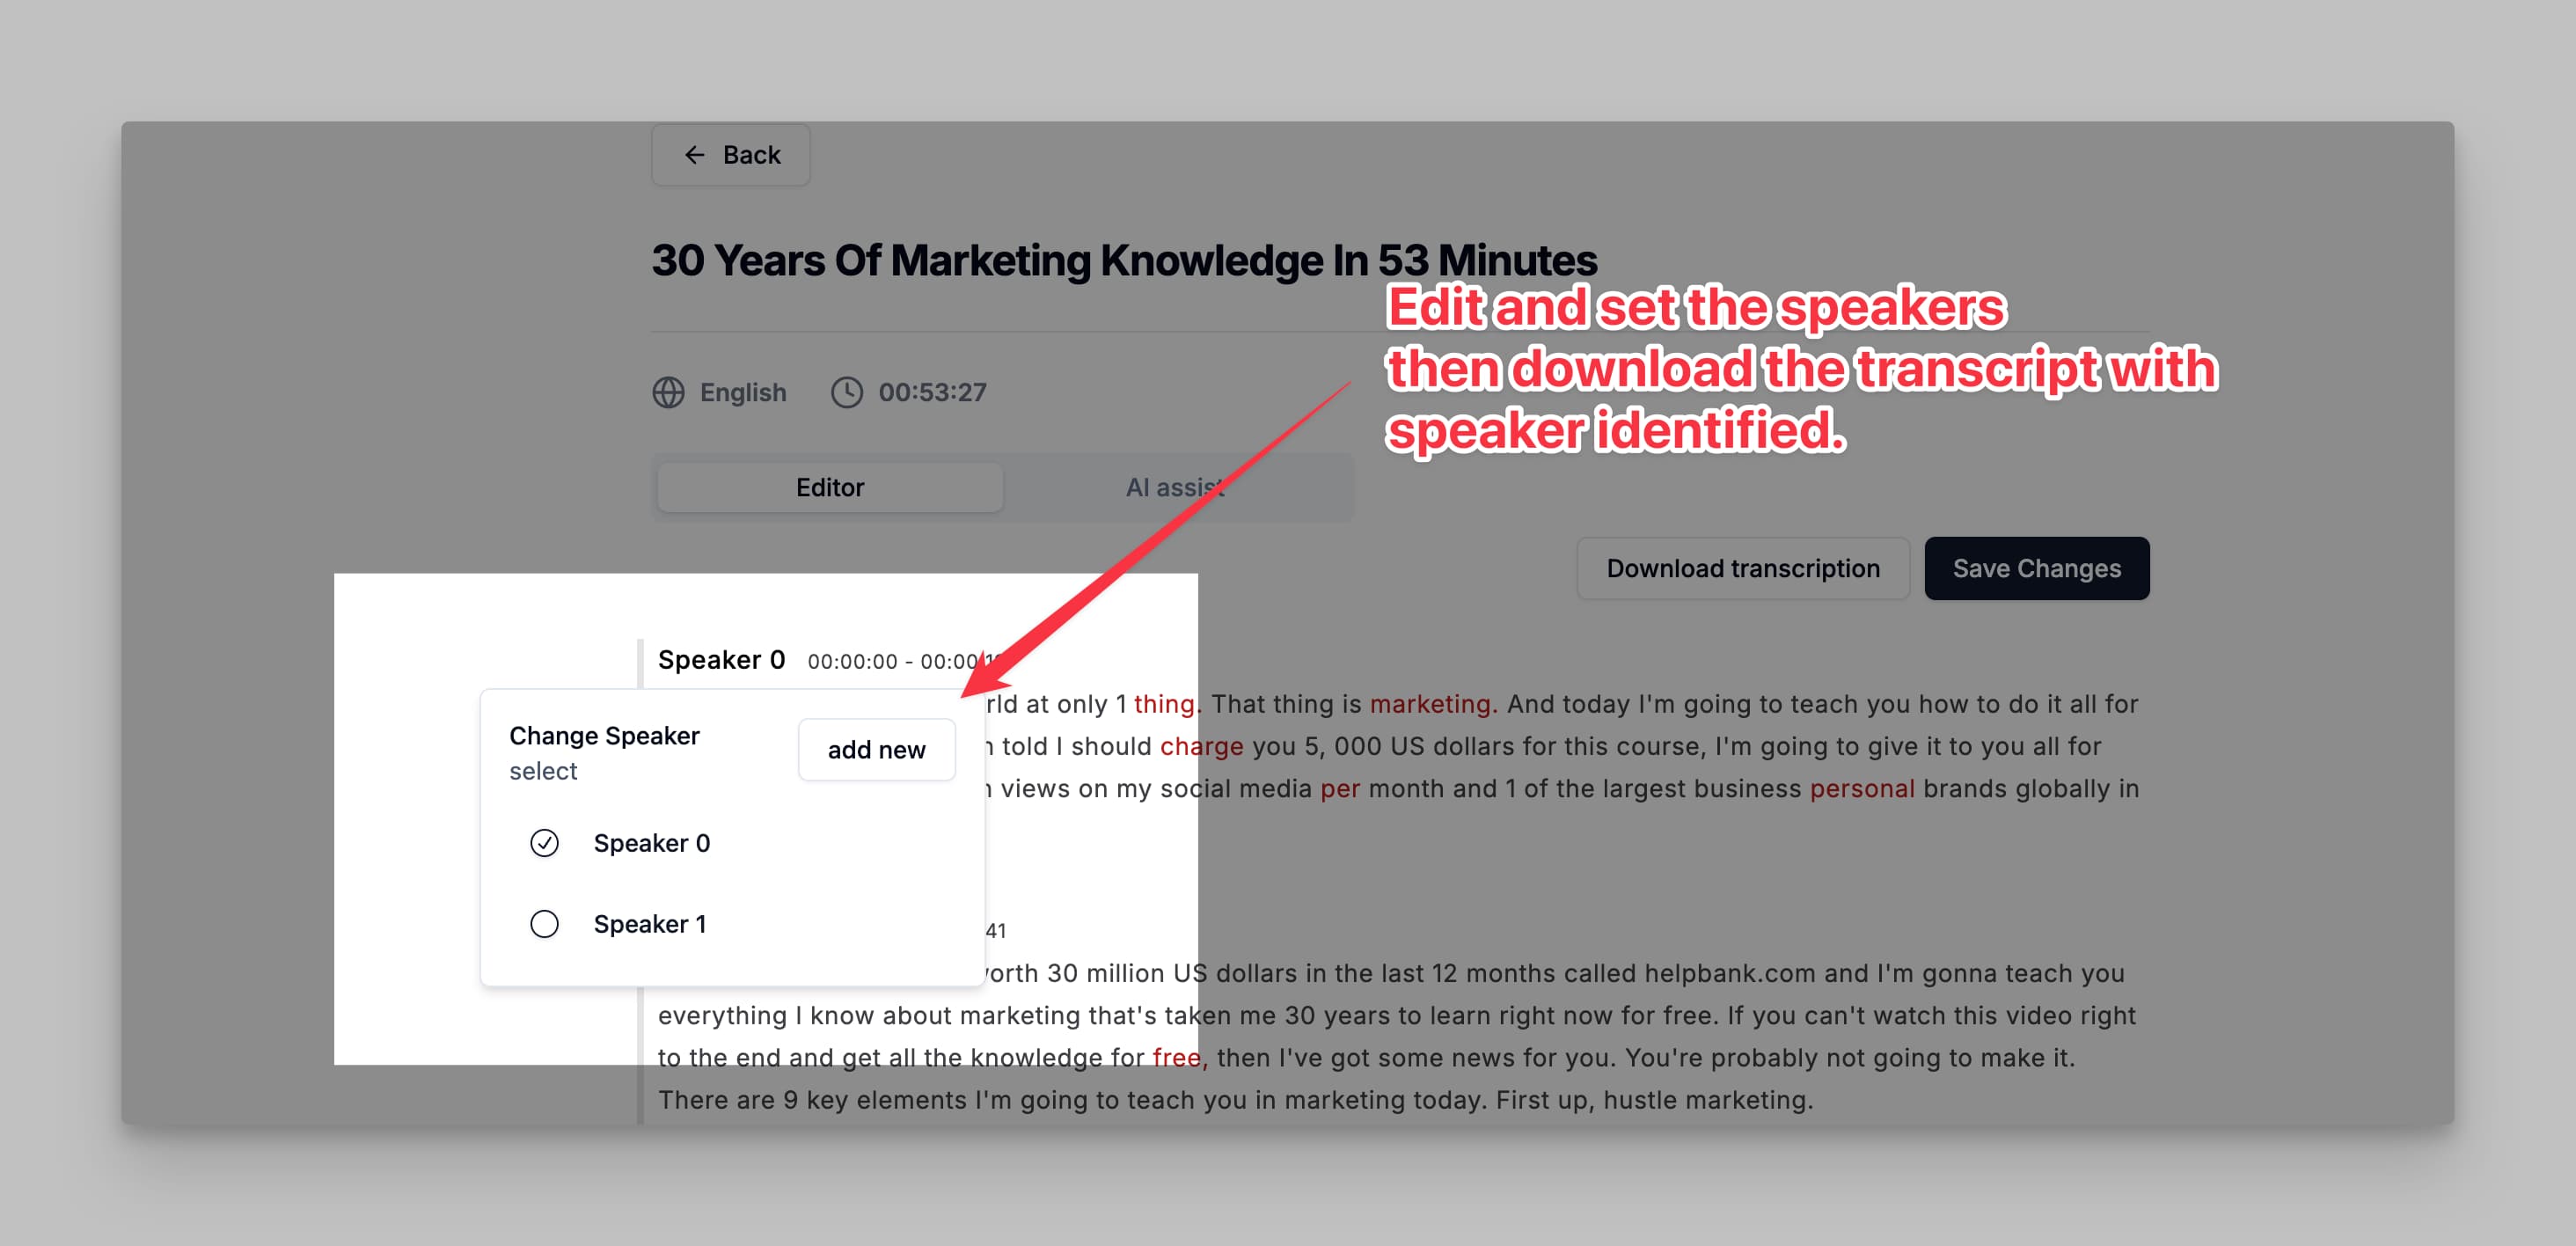 Back
30 Years Of Marketing Knowledge In 53 Minutes
Edit and set the speakers
then download the transcript with
speaker identified.
English 00:53:27
Editor AI assist
Download transcription Save Changes
Speaker 0 00:00:00 - 00:00
at only 1 thing. That thing is marketing. And today I'm going to teach you how to do it all for
told I should charge you 5, 000 US dollars for this course, I'm going to give it to you all for
views on my social media per month and 1 of the largest business personal brands globally in
Change Speaker
select
add new
Speaker 0
Speaker 1
41
30 million US dollars in the last 12 months called helpbank.com and I'm gonna teach you
everything I know about marketing that's taken me 30 years to learn right now for free. If you can't watch this video right
to the end and get all the knowledge for free, then I've got some news for you. You're probably not going to make it.
There are 9 key elements I'm going to teach you in marketing today. First up, hustle marketing.